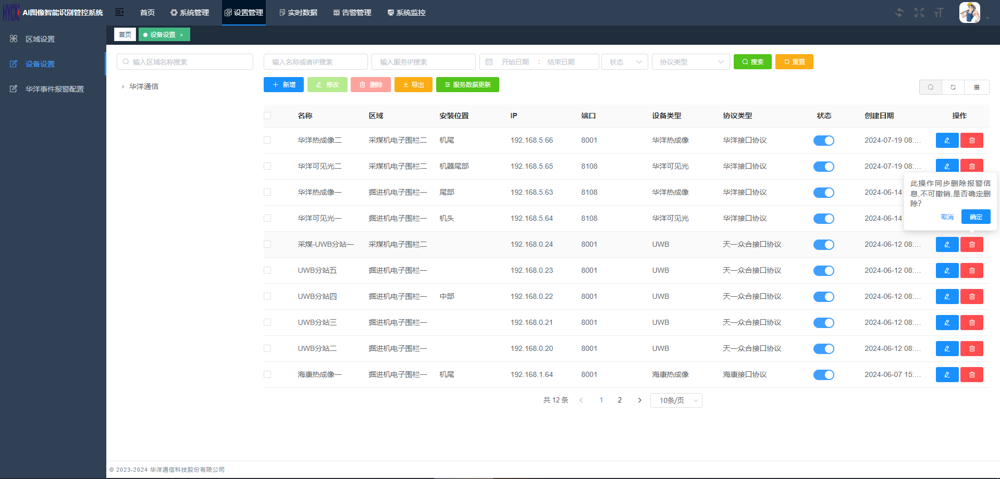 HYCM AI图像智能识别管控系统 首页 系统管理 设置管理 实时数据 告警管理 系统监控
区域设置
设备设置
华洋事件报警配置
首页 设备设置 ×
输入区域名称搜索 输入名称或者IP搜索 输入服务IP搜索 开始日期 : 结束日期 状态 协议类型 搜索 重置
华洋通信
新增 修改 删除 导出 服务数据更新
名称 区域 安装位置 IP 端口 设备类型 协议类型 状态 创建日期 操作
华洋热成像二 采煤机电子围栏二 机尾 192.168.5.66 8001 华洋热成像 华洋接口协议 2024-07-19 08:...
华洋可见光二 采煤机电子围栏二 机器尾部 192.168.5.65 8108 华洋可见光 华洋接口协议 2024-07-19 08:...
华洋热成像一 掘进机电子围栏一 尾部 192.168.5.63 8108 华洋热成像 华洋接口协议 2024-06-14
华洋可见光一 掘进机电子围栏一 机头 192.168.5.64 8108 华洋可见光 华洋接口协议 2024-06-14
此操作同步删除报警信
息,不可撤销,是否确定删
除?
取消 确定
采煤-UWB分站一 采煤机电子围栏二 192.168.0.24 8001 UWB 天一众合接口协议 2024-06-12 08:...
UWB分站五 掘进机电子围栏一 192.168.0.23 8001 UWB 天一众合接口协议 2024-06-12 08:...
UWB分站四 掘进机电子围栏一 中部 192.168.0.22 8001 UWB 天一众合接口协议 2024-06-12 08:...
UWB分站三 掘进机电子围栏一 192.168.0.21 8001 UWB 天一众合接口协议 2024-06-12 08:...
UWB分站二 掘进机电子围栏一 192.168.0.20 8001 UWB 天一众合接口协议 2024-06-12 08:...
海康热成像一 掘进机电子围栏一 机尾 192.168.1.64 8001 海康热成像 海康接口协议 2024-06-07 15:...
共 12 条 1 2 10条/页
© 2023-2024 华洋通信科技股份有限公司